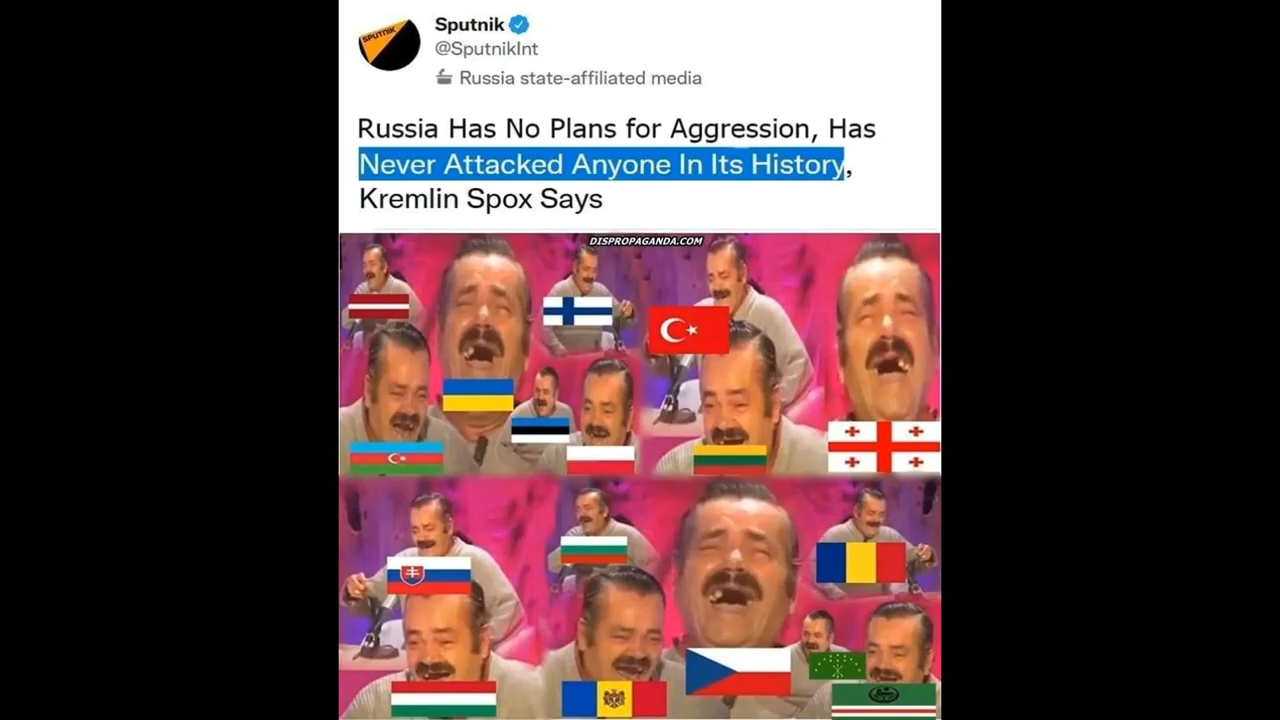 SPUTNIK
Sputnik
@SputnikInt
Russia state-affiliated media
Russia Has No Plans for Aggression, Has
Never Attacked Anyone In Its History,
Kremlin Spox Says
DISPROPAGANDA.COM